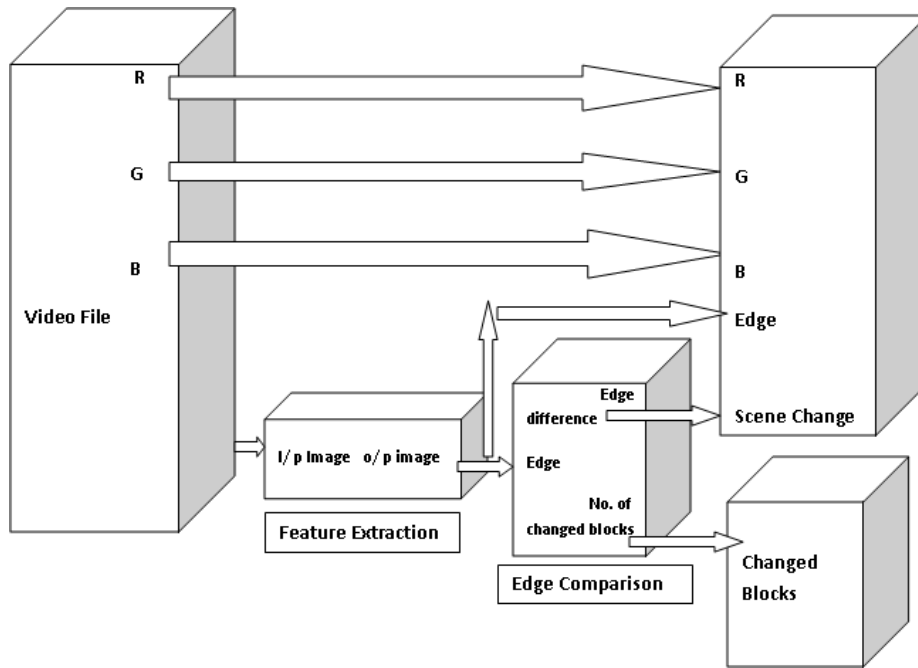 R
G
B
Video File
I/p Image o/p image
Feature Extraction
Edge
difference
Edge
No. of
changed blocks
Edge Comparison
R
G
B
Edge
Scene Change
Changed
Blocks